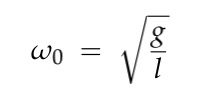 ω₀ = √(g/l)